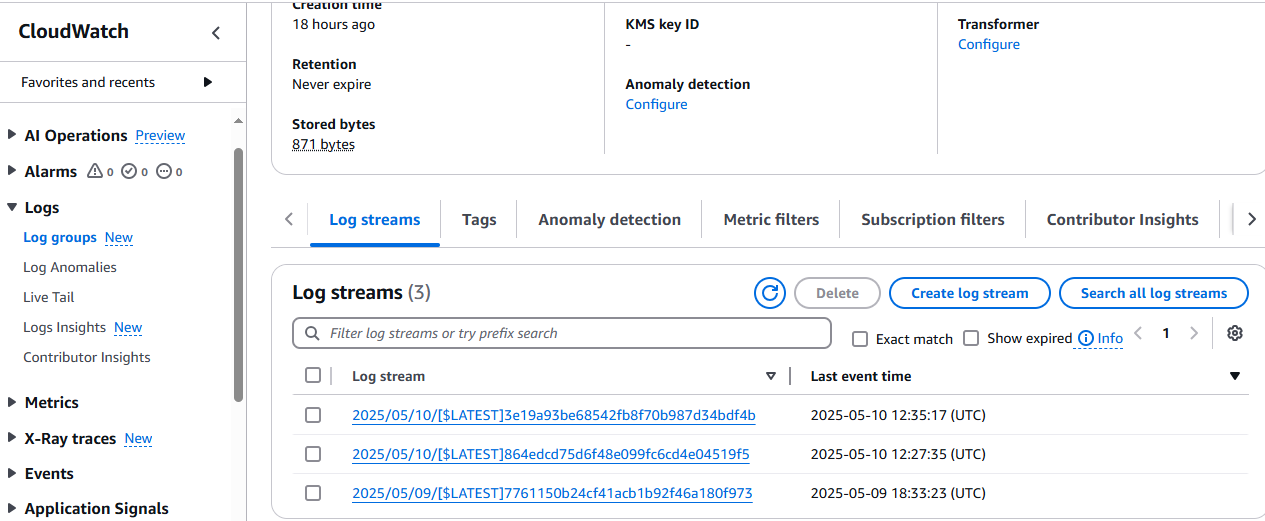 CloudWatch
Favorites and recents
AI Operations Preview
Alarms 0 0 0
Logs
Log groups New
Log Anomalies
Live Tail
Logs Insights New
Contributor Insights
Metrics
X-Ray traces New
Events
Application Signals
Creation time
18 hours ago
Retention
Never expire
Stored bytes
871 bytes
KMS key ID
-
Anomaly detection
Configure
Transformer
Configure
Log streams Tags Anomaly detection Metric filters Subscription filters Contributor Insights
Log streams (3) Delete Create log stream Search all log streams
Filter log streams or try prefix search Exact match Show expired Info 1
Log stream Last event time
2025/05/10/[$LATEST]3e19a93be68542fb8f70b987d34bdf4b 2025-05-10 12:35:17 (UTC)
2025/05/10/[$LATEST]864edcd75d6f48e099fc6cd4e04519f5 2025-05-10 12:27:35 (UTC)
2025/05/09/[$LATEST]7761150b24cf41acb1b92f46a180f973 2025-05-09 18:33:23 (UTC)